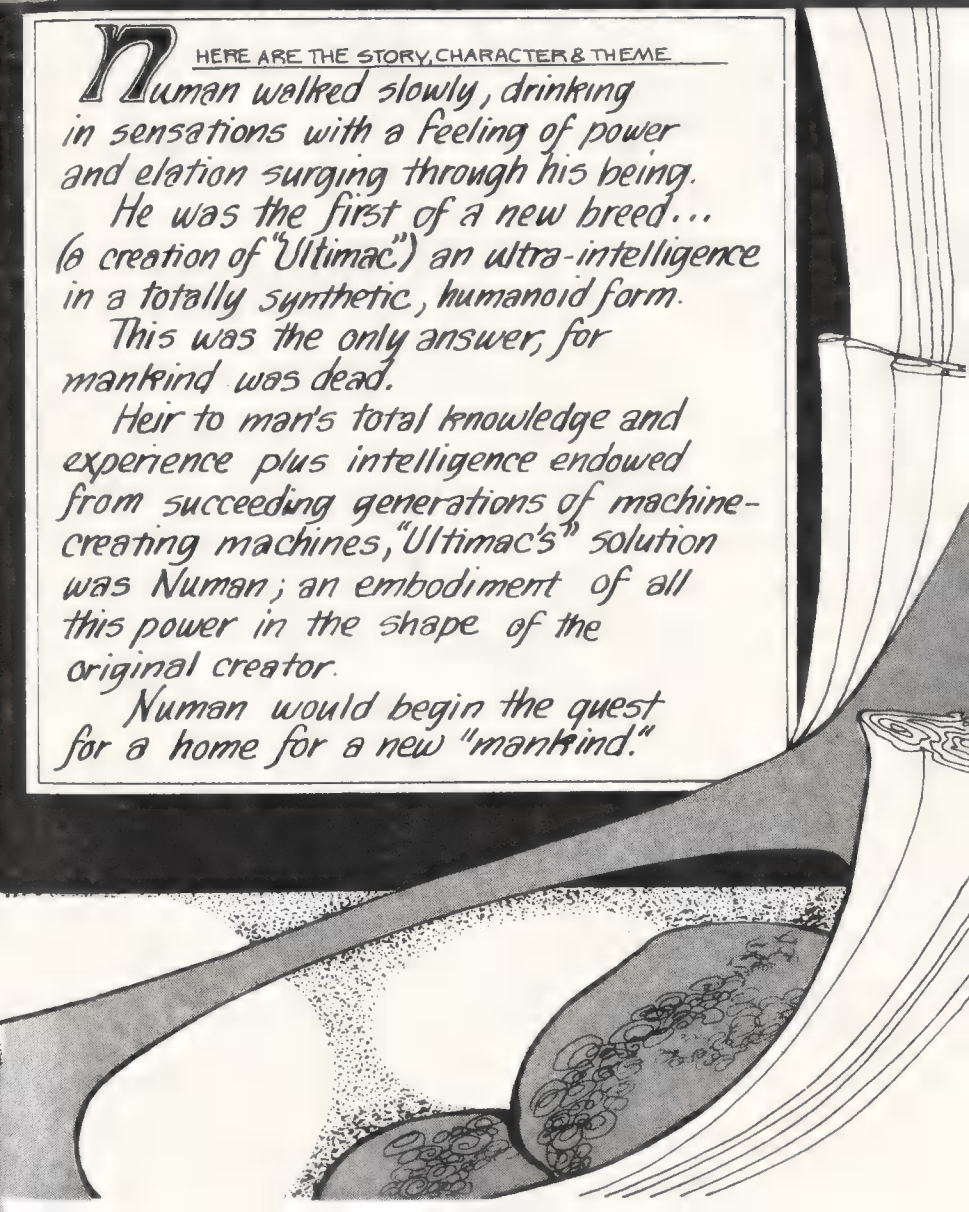 HERE ARE THE STORY, CHARACTER & THEME
Numan walked slowly, drinking
in sensations with a feeling of power
and elation surging through his being.
He was the first of a new breed...
(a creation of "Ultimac") an ultra-intelligence
in a totally synthetic, humanoid form.
This was the only answer, for
mankind was dead.
Heir to man's total knowledge and
experience plus intelligence endowed
from succeeding generations of machine-
creating machines, "Ultimac's" solution
was Numan; an embodiment of all
this power in the shape of the
original creator.
Numan would begin the quest
for a home for a new "mankind."